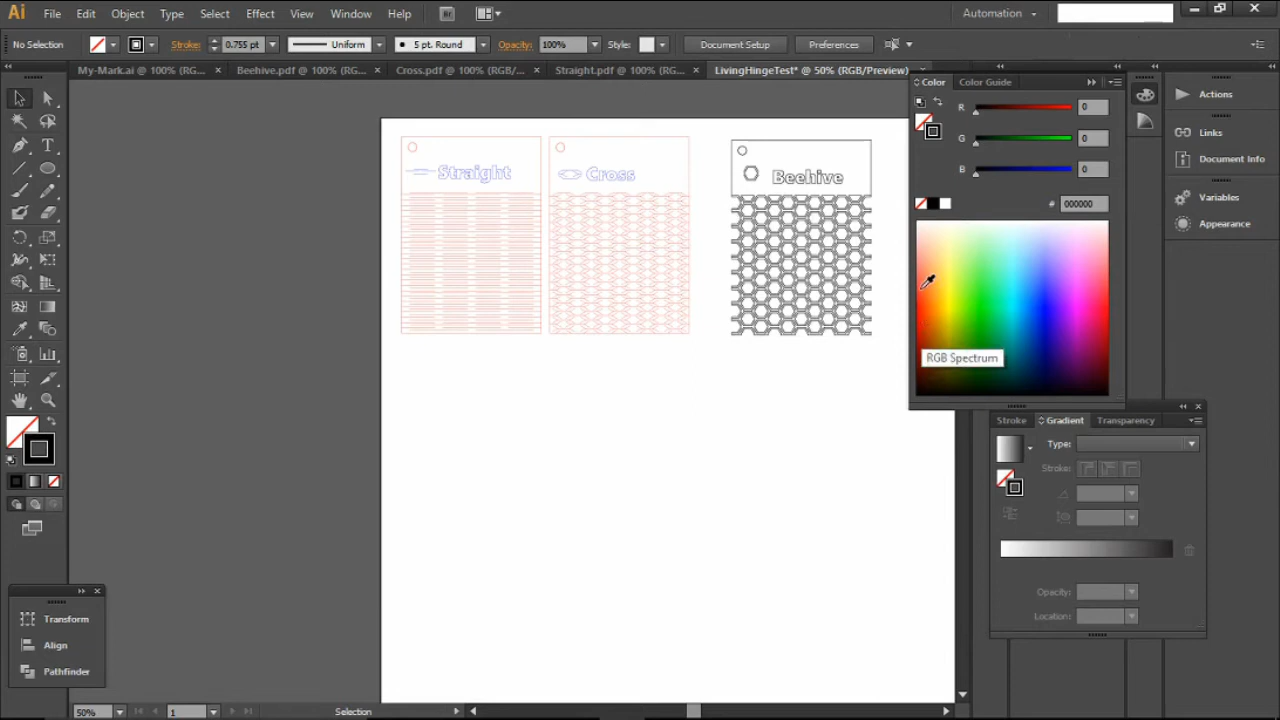 Ai File Edit Object Type Select Effect View Window Help Br Automation
No Selection Stroke: 0.755 pt Uniform 5 pt. Round Opacity: 100% Style: Document Setup Preferences
My-Mark.ai @ 100% (RG... × Beehive.pdf @ 100% (RG... × Cross.pdf @ 100% (RGB/... × Straight.pdf @ 100% (RG... × LivingHingeTest* @ 50% (RGB/Preview)
Color Color Guide
R 0
G 0
B 0
# 000000
RGB Spectrum
Actions
Links
Document Info
Variables
Appearance
Straight Cross Beehive
Stroke Gradient Transparency
Type:
Stroke:
Opacity:
Location:
Transform
Align
Pathfinder
50% 1 Selection